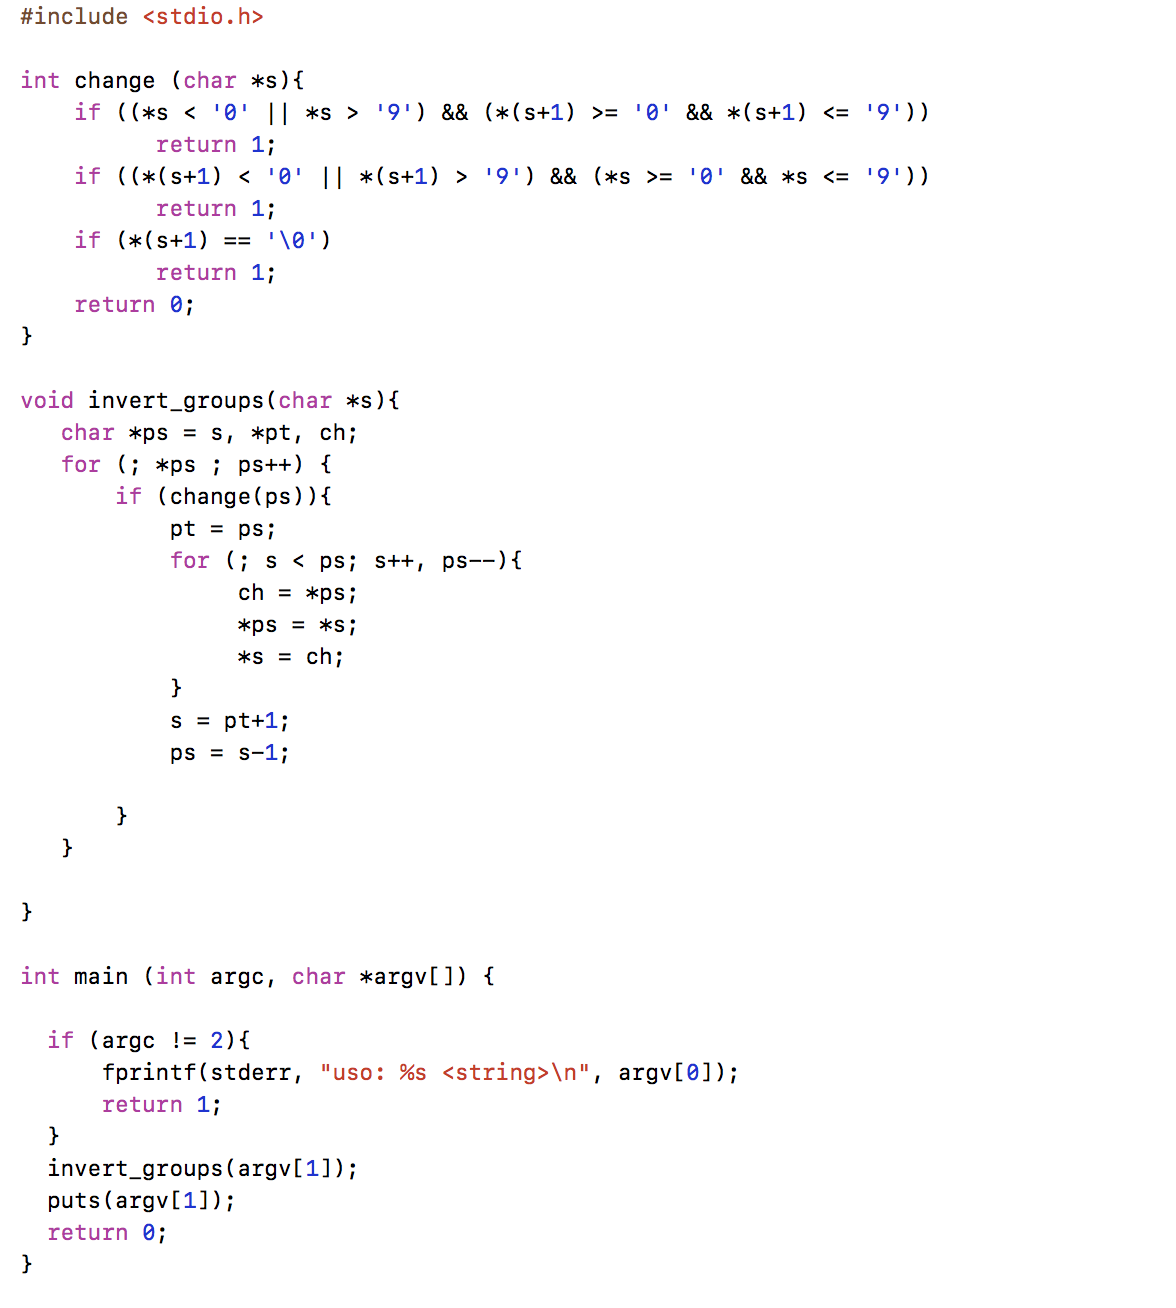 #include <stdio.h>

int change (char *s){
    if ((*s < '0' || *s > '9') && (*(s+1) >= '0' && *(s+1) <= '9'))
          return 1;
    if ((*(s+1) < '0' || *(s+1) > '9') && (*s >= '0' && *s <= '9'))
          return 1;
    if (*(s+1) == '\0')
          return 1;
    return 0;
}

void invert_groups(char *s){
   char *ps = s, *pt, ch;
   for (; *ps ; ps++) {
       if (change(ps)){
           pt = ps;
           for (; s < ps; s++, ps--){
                ch = *ps;
                *ps = *s;
                *s = ch;
           }
           s = pt+1;
           ps = s-1;

       }
   }

}

int main (int argc, char *argv[]) {

  if (argc != 2){
      fprintf(stderr, "uso: %s <string>\n", argv[0]);
      return 1;
  }
  invert_groups(argv[1]);
  puts(argv[1]);
  return 0;
}